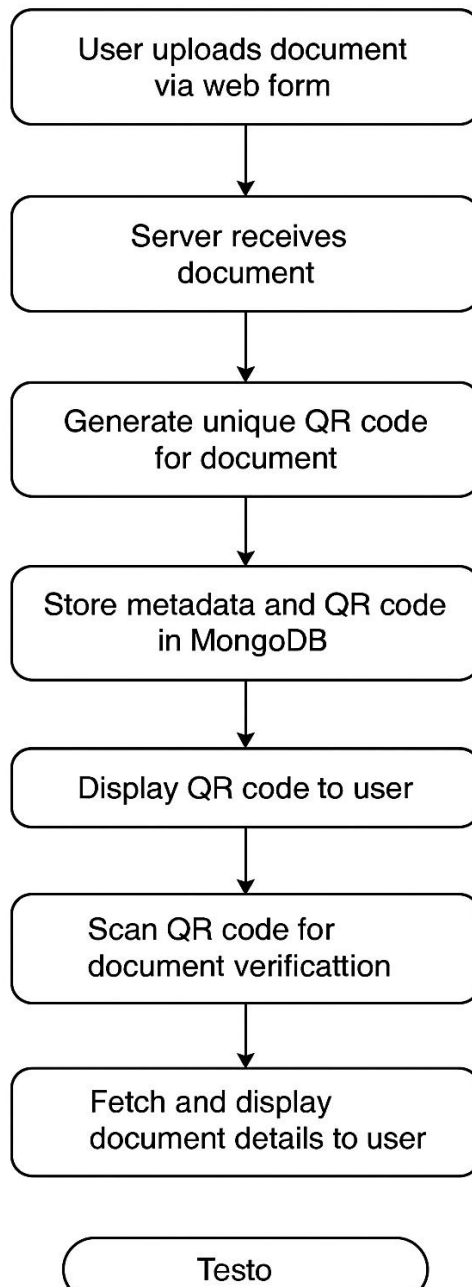 User uploads document
via web form
Server receives
document
Generate unique QR code
for document
Store metadata and QR code
in MongoDB
Display QR code to user
Scan QR code for
document verificattion
Fetch and display
document details to user
Testo